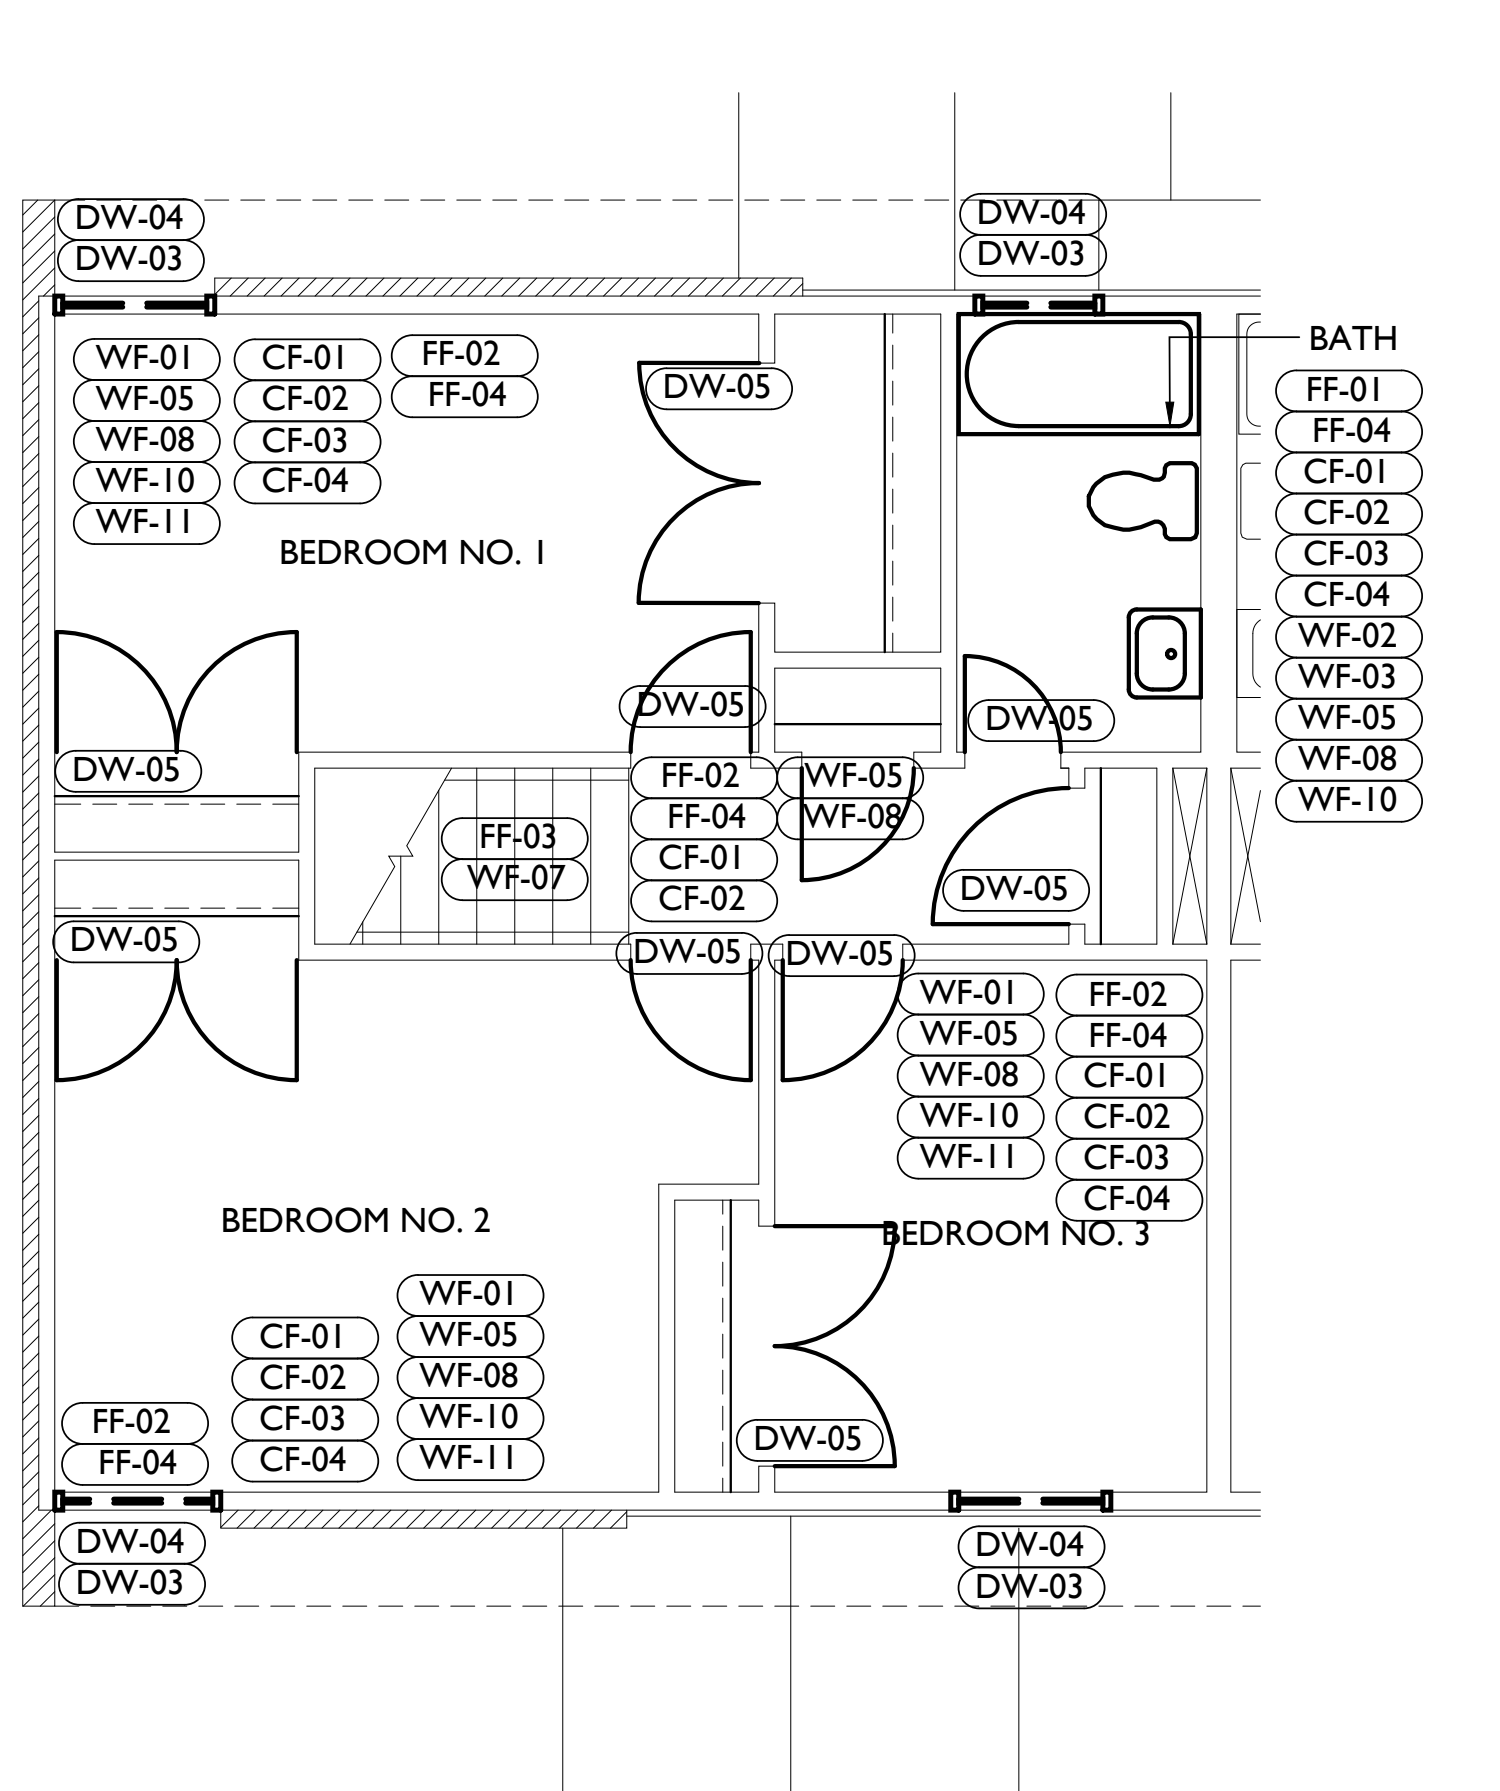 DW-04
DW-03
DW-04
DW-03
WF-01
WF-05
WF-08
WF-10
WF-11
CF-01
CF-02
CF-03
CF-04
FF-02
FF-04
BEDROOM NO. 1
DW-05
BATH
FF-01
FF-04
CF-01
CF-02
CF-03
CF-04
WF-02
WF-03
WF-05
WF-08
WF-10
DW-05
DW-05
DW-05
FF-02
FF-04
CF-01
CF-02
WF-05
WF-08
FF-03
WF-07
DW-05
DW-05
DW-05
DW-05
WF-01
WF-05
WF-08
WF-10
WF-11
FF-02
FF-04
CF-01
CF-02
CF-03
CF-04
BEDROOM NO. 2
BEDROOM NO. 3
FF-02
FF-04
CF-01
CF-02
CF-03
CF-04
WF-01
WF-05
WF-08
WF-10
WF-11
DW-05
DW-04
DW-03
DW-04
DW-03